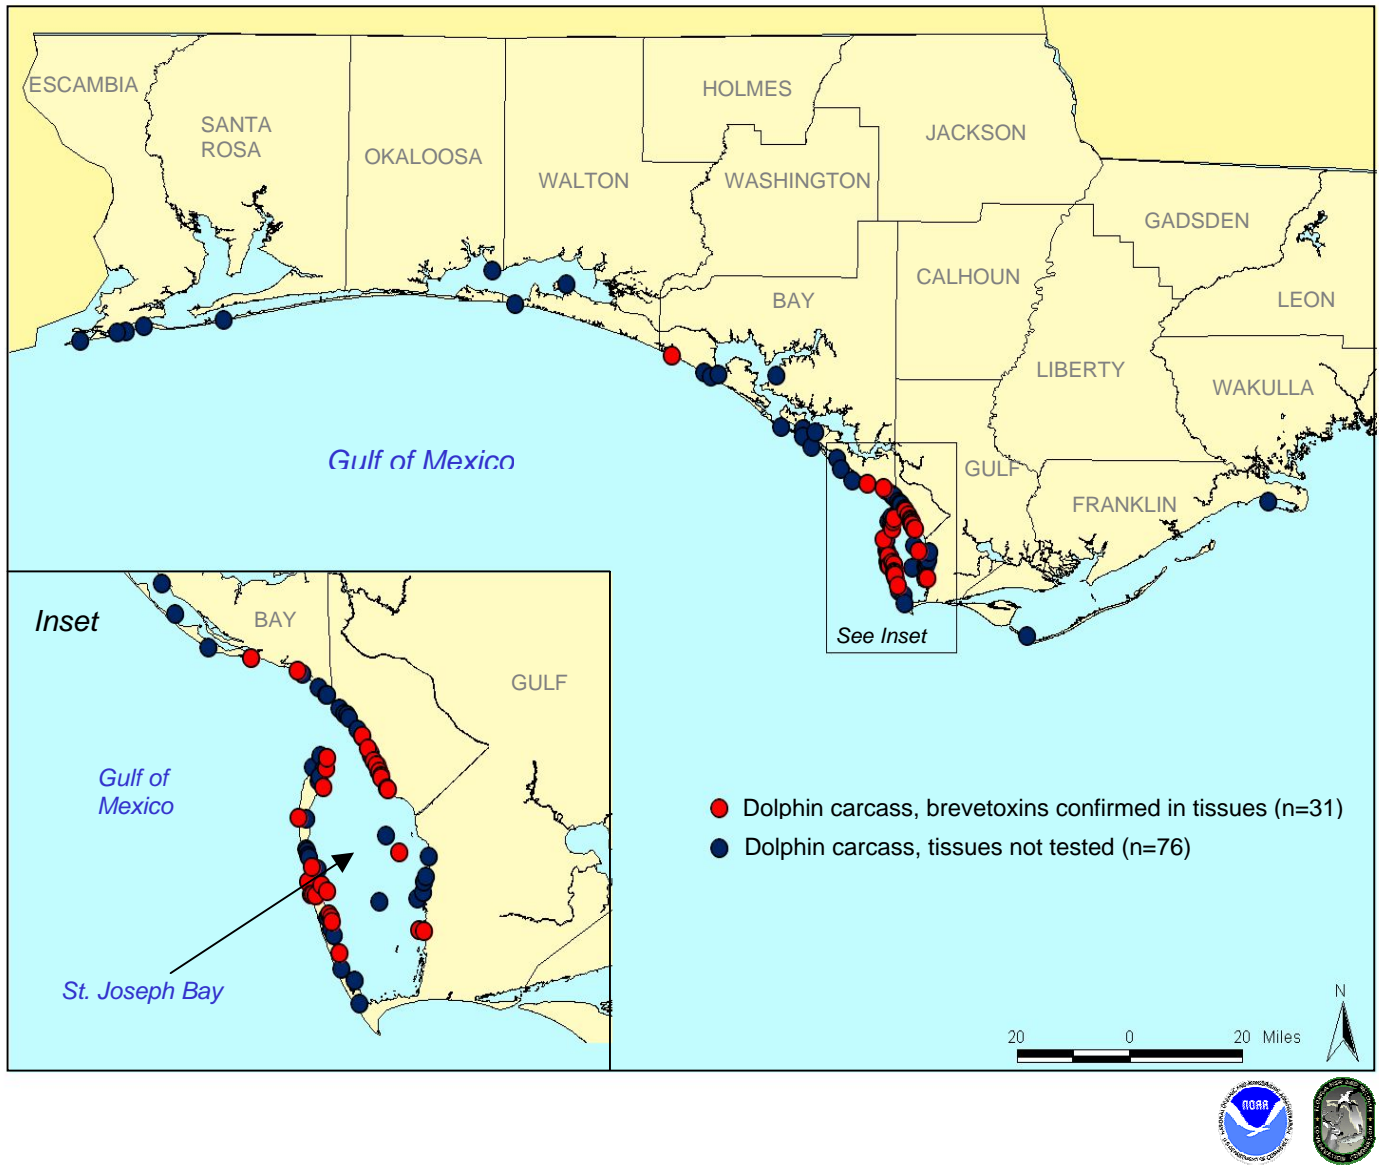 ESCAMBIA
SANTA
ROSA
OKALOOSA
WALTON
HOLMES
WASHINGTON
JACKSON
GADSDEN
CALHOUN
BAY
LEON
LIBERTY
WAKULLA
GULF
FRANKLIN
Gulf of Mexico
See Inset
Inset
BAY
GULF
Gulf of
Mexico
St. Joseph Bay
Dolphin carcass, brevetoxins confirmed in tissues (n=31)
Dolphin carcass, tissues not tested (n=76)
N
20 0 20 Miles
NOAA